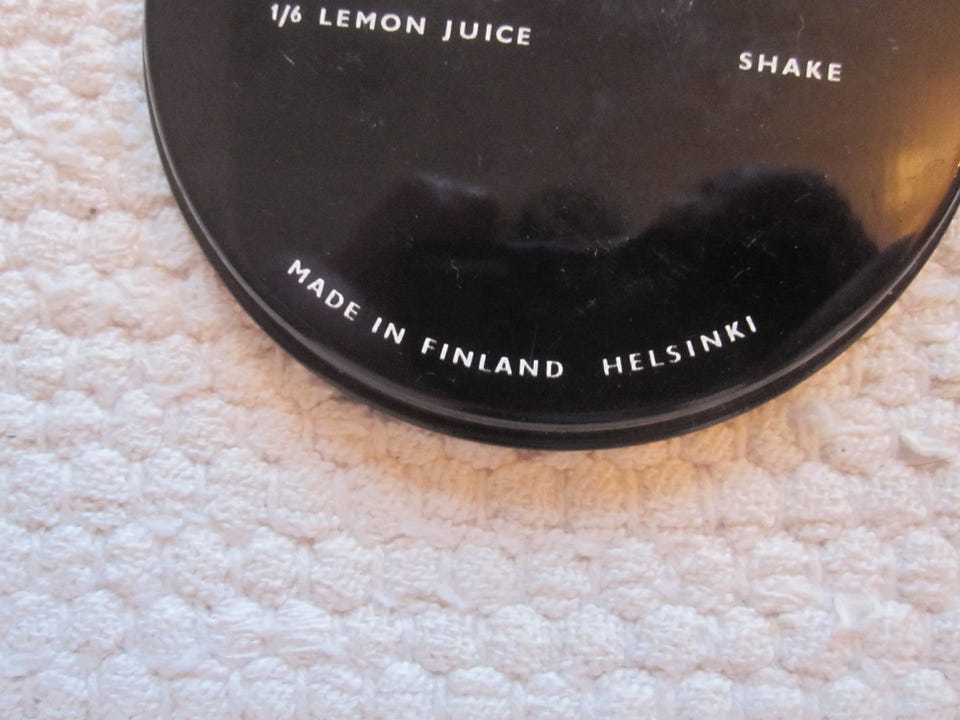 1/6 LEMON JUICE
SHAKE
MADE IN FINLAND HELSINKI